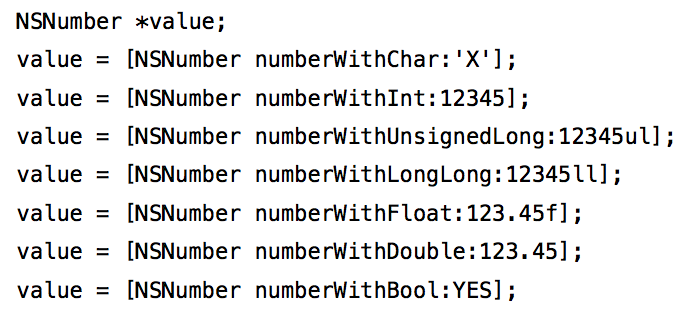 NSNumber *value;
value = [NSNumber numberWithChar:'X'];
value = [NSNumber numberWithInt:12345];
value = [NSNumber numberWithUnsignedLong:12345ul];
value = [NSNumber numberWithLongLong:12345ll];
value = [NSNumber numberWithFloat:123.45f];
value = [NSNumber numberWithDouble:123.45];
value = [NSNumber numberWithBool:YES];